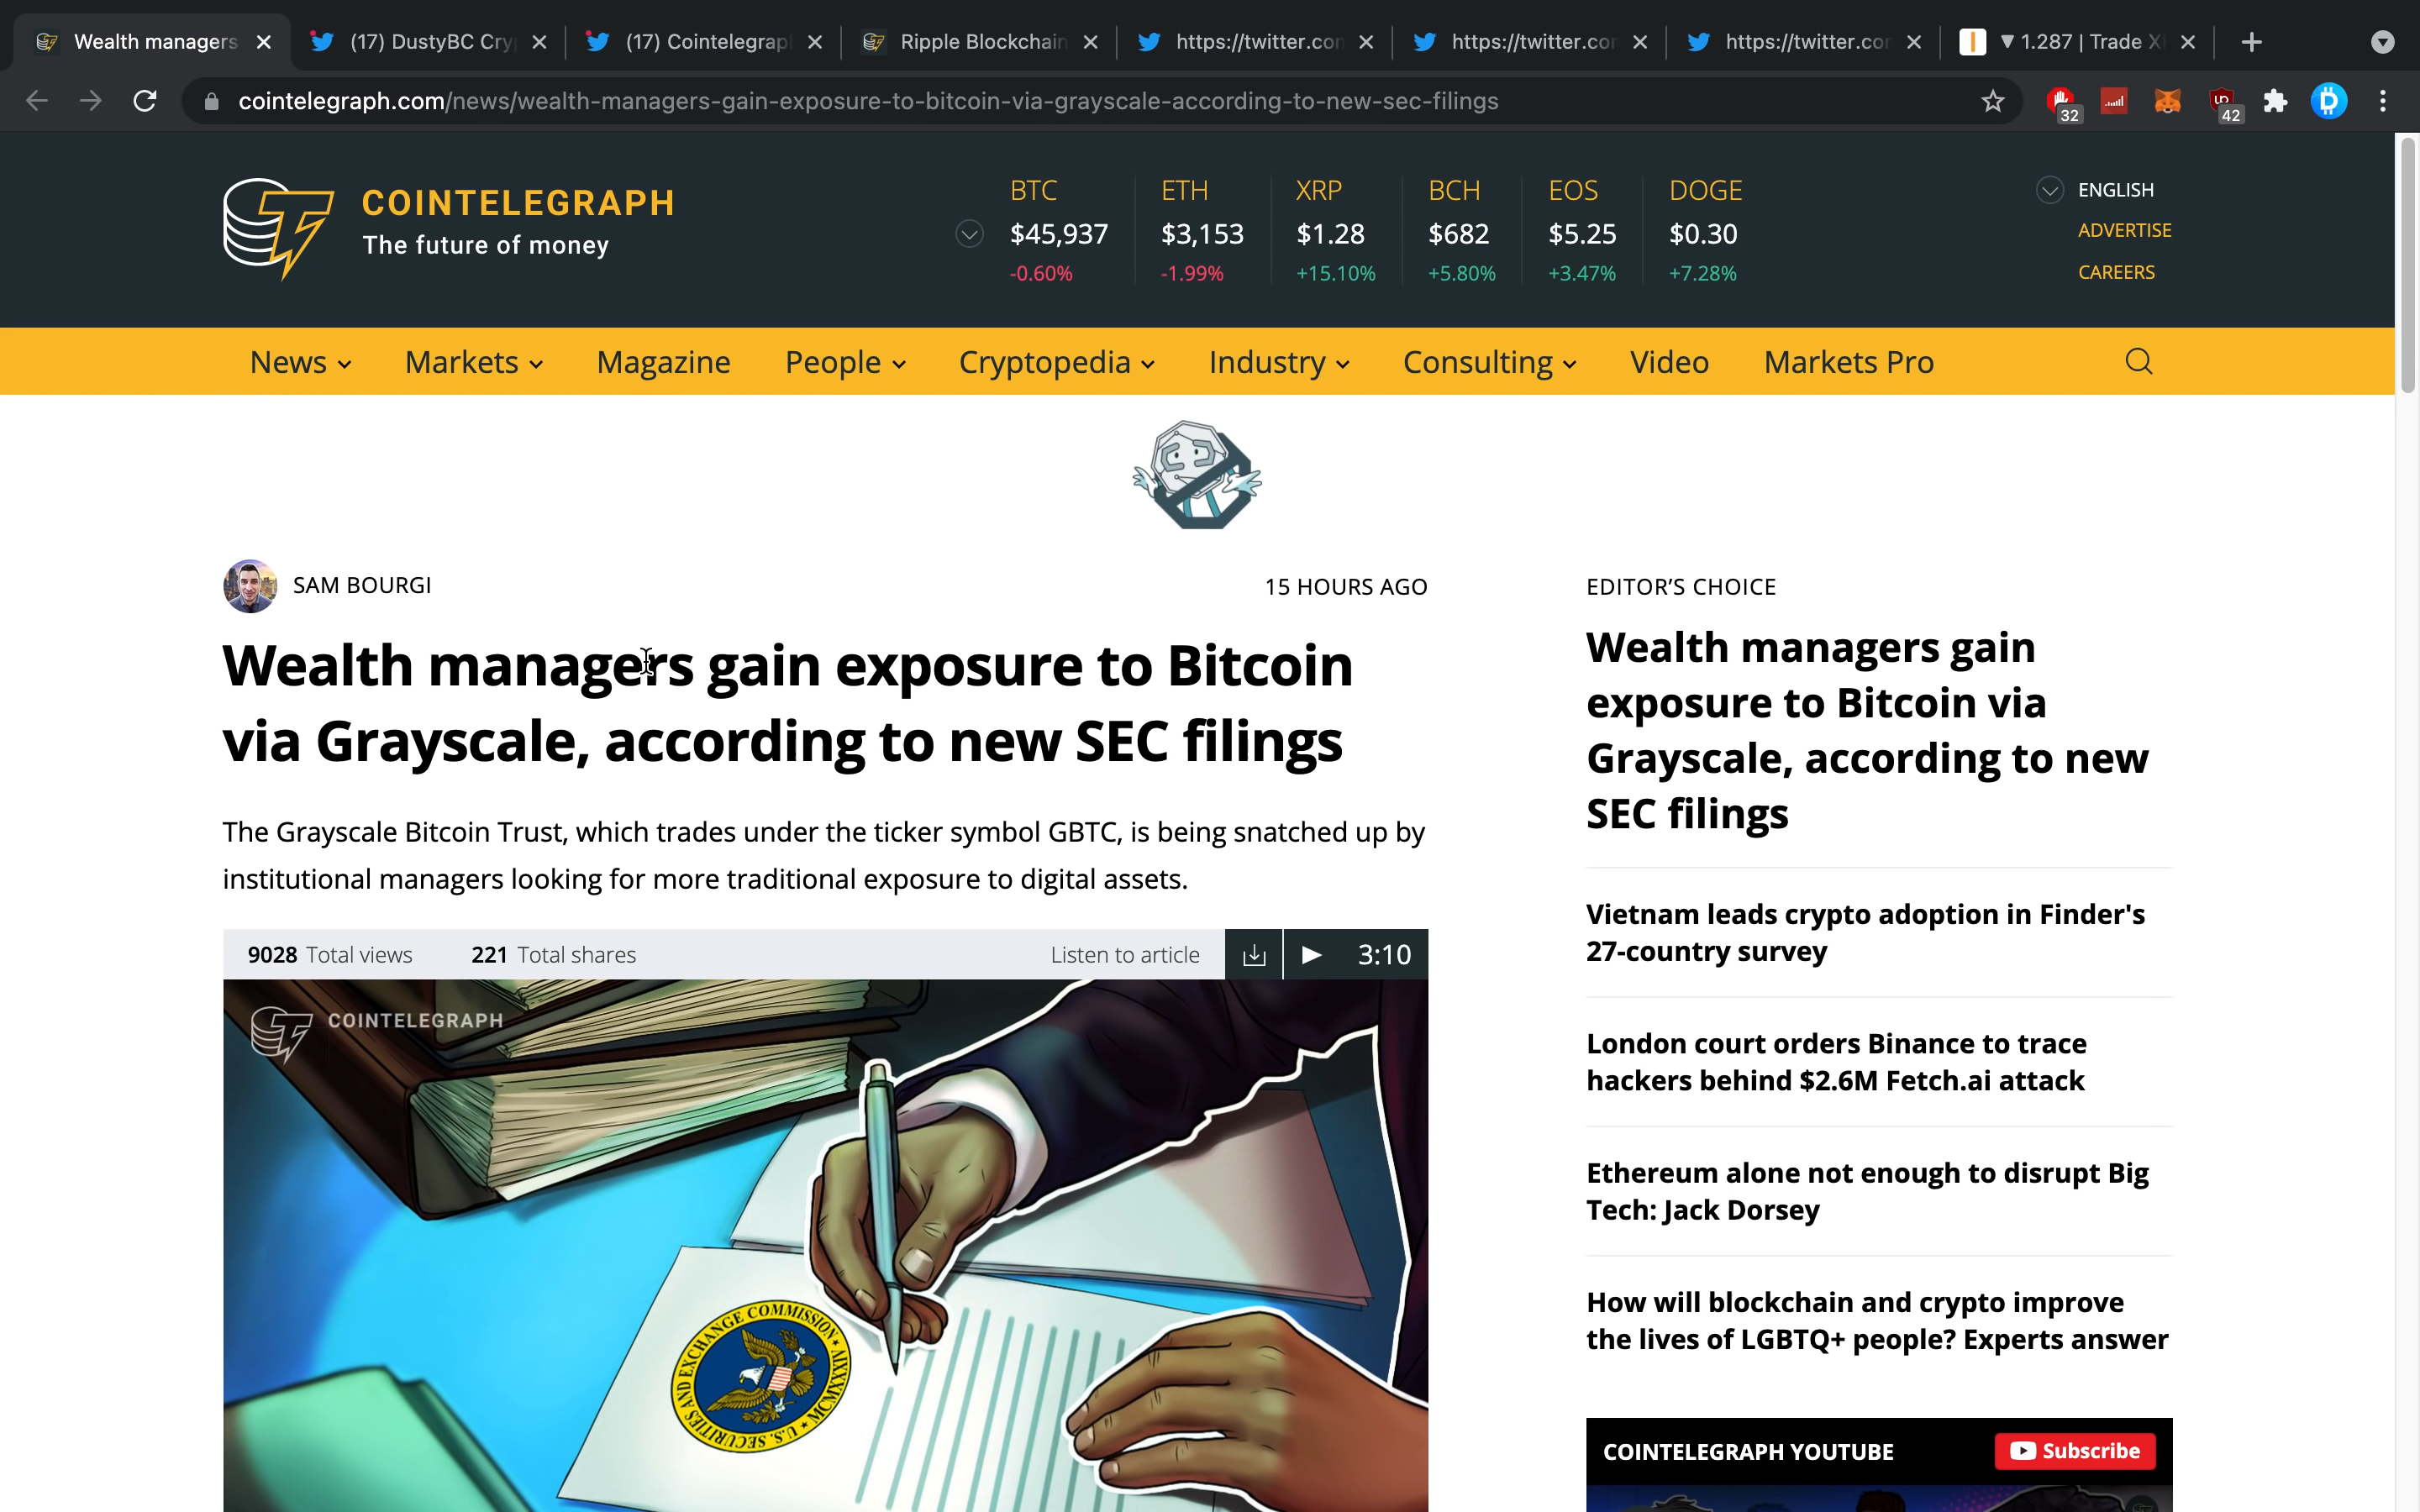 Wealth managers
(17) DustyBC Cry
(17) Cointelegrap
Ripple Blockchain
https://twitter.com
https://twitter.com
https://twitter.com
▼ 1.287 | Trade X
cointelegraph.com/news/wealth-managers-gain-exposure-to-bitcoin-via-grayscale-according-to-new-sec-filings
32
42
COINTELEGRAPH
The future of money
BTC
$45,937
-0.60%
ETH
$3,153
-1.99%
XRP
$1.28
+15.10%
BCH
$682
+5.80%
EOS
$5.25
+3.47%
DOGE
$0.30
+7.28%
ENGLISH
ADVERTISE
CAREERS
News Markets Magazine People Cryptopedia Industry Consulting Video Markets Pro
SAM BOURGI
15 HOURS AGO
Wealth managers gain exposure to Bitcoin
via Grayscale, according to new SEC filings
The Grayscale Bitcoin Trust, which trades under the ticker symbol GBTC, is being snatched up by
institutional managers looking for more traditional exposure to digital assets.
9028 Total views 221 Total shares Listen to article 3:10
COINTELEGRAPH
U.S. SECURITIES AND EXCHANGE COMMISSION
MCMXXXIV
EDITOR'S CHOICE
Wealth managers gain
exposure to Bitcoin via
Grayscale, according to new
SEC filings
Vietnam leads crypto adoption in Finder's
27-country survey
London court orders Binance to trace
hackers behind $2.6M Fetch.ai attack
Ethereum alone not enough to disrupt Big
Tech: Jack Dorsey
How will blockchain and crypto improve
the lives of LGBTQ+ people? Experts answer
COINTELEGRAPH YOUTUBE
Subscribe